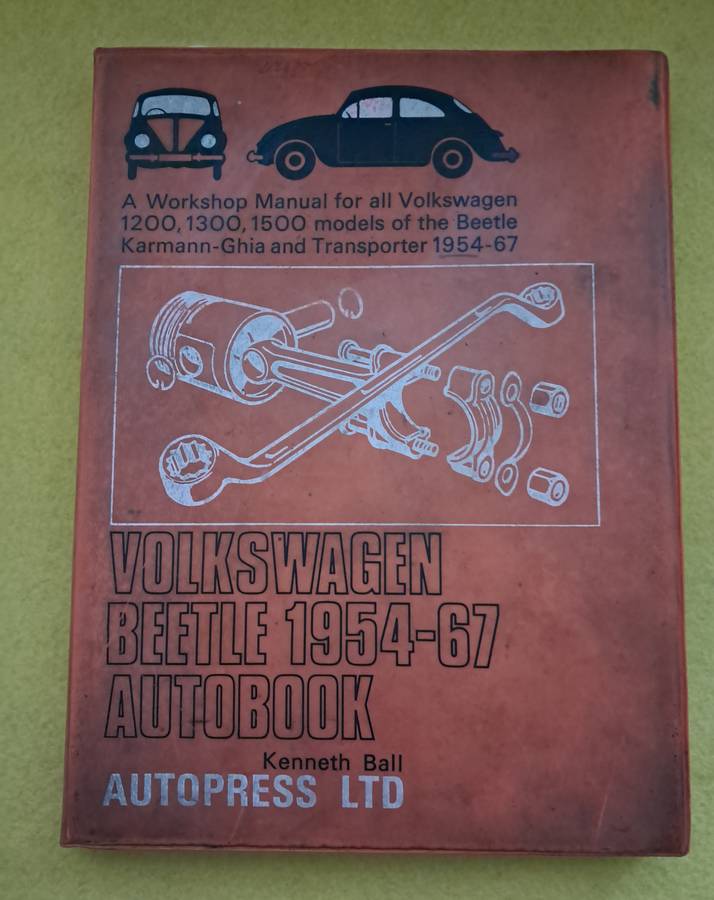 A Workshop Manual for all Volkswagen
1200, 1300, 1500 models of the Beetle
Karmann-Ghia and Transporter 1954-67
VOLKSWAGEN
BEETLE 1954-67
AUTOBOOK
Kenneth Ball
AUTOPRESS LTD